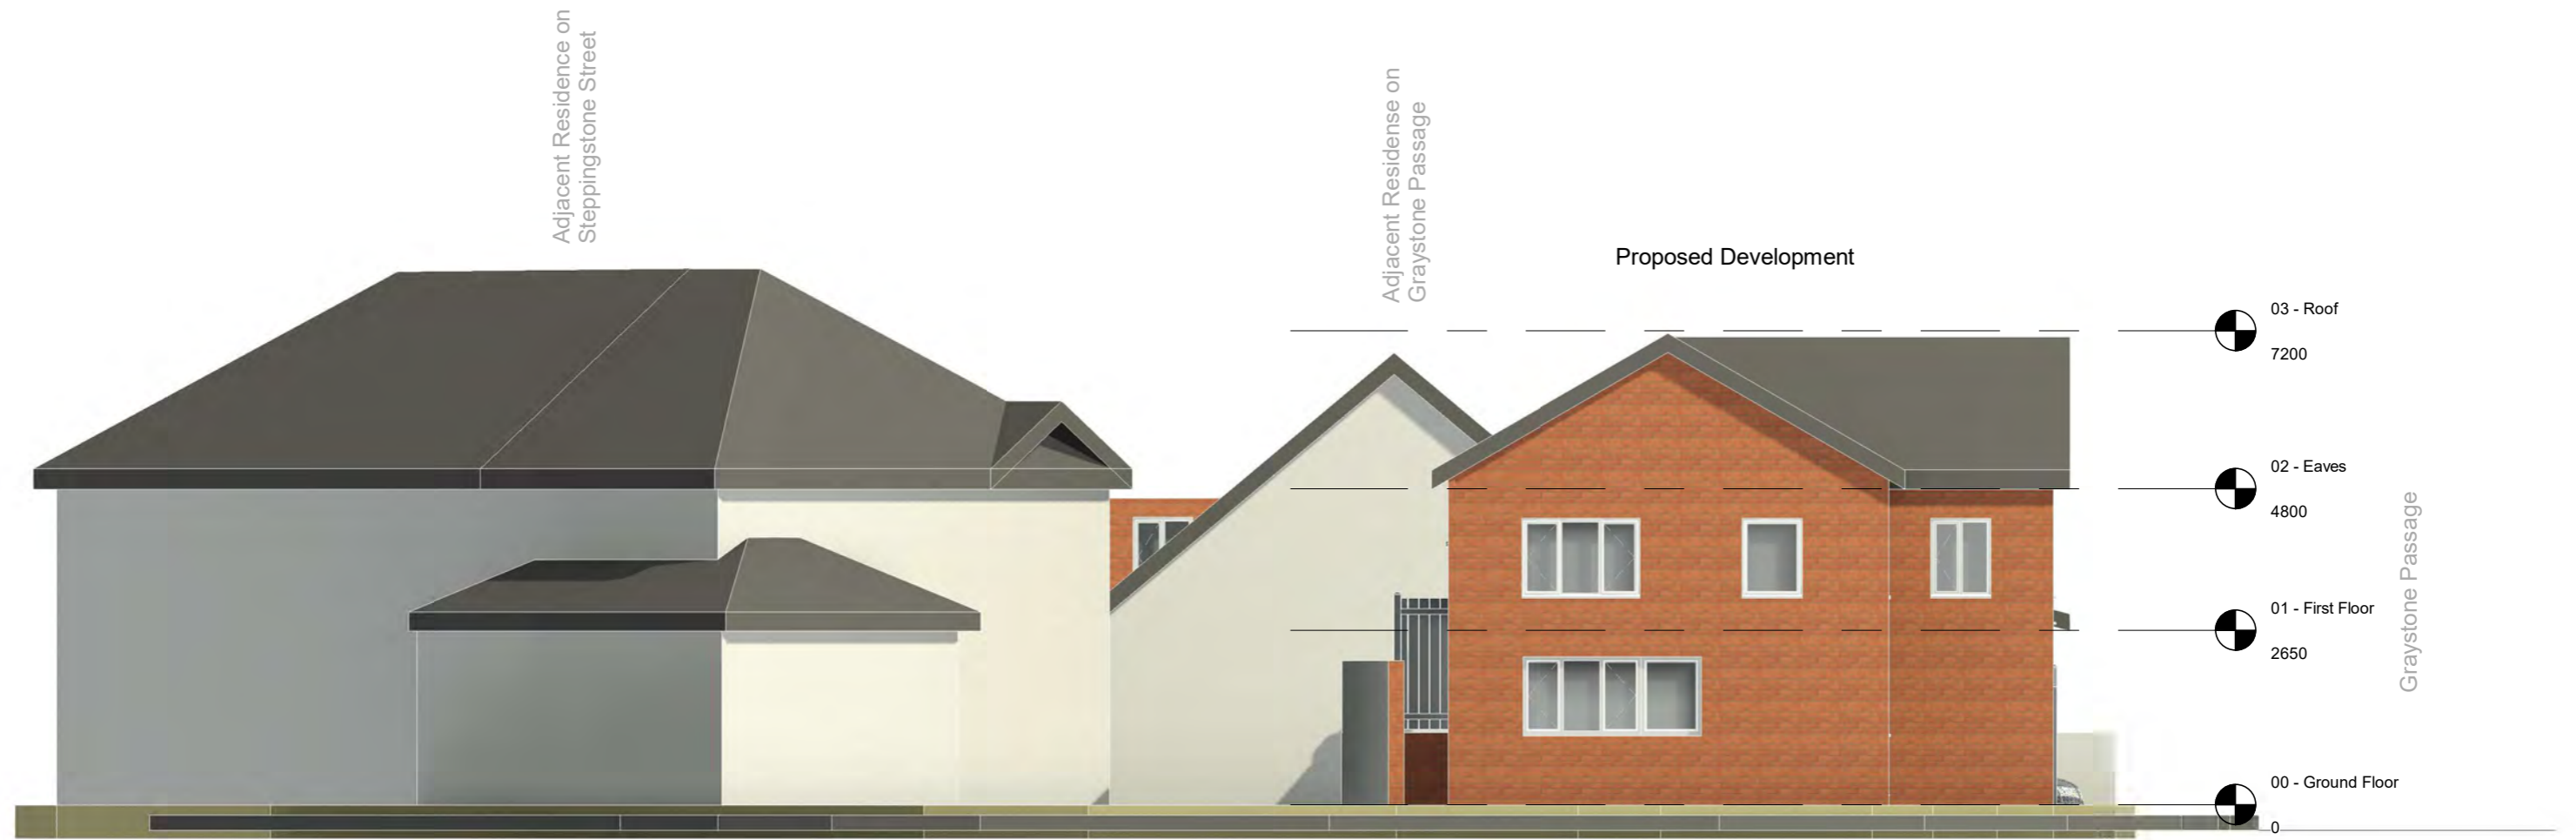 Adjacent Residence on
Steppingstone Street
Adjacent Residense on
Graystone Passage
Proposed Development
03 - Roof
7200
02 - Eaves
4800
01 - First Floor
2650
00 - Ground Floor
0
Graystone Passage